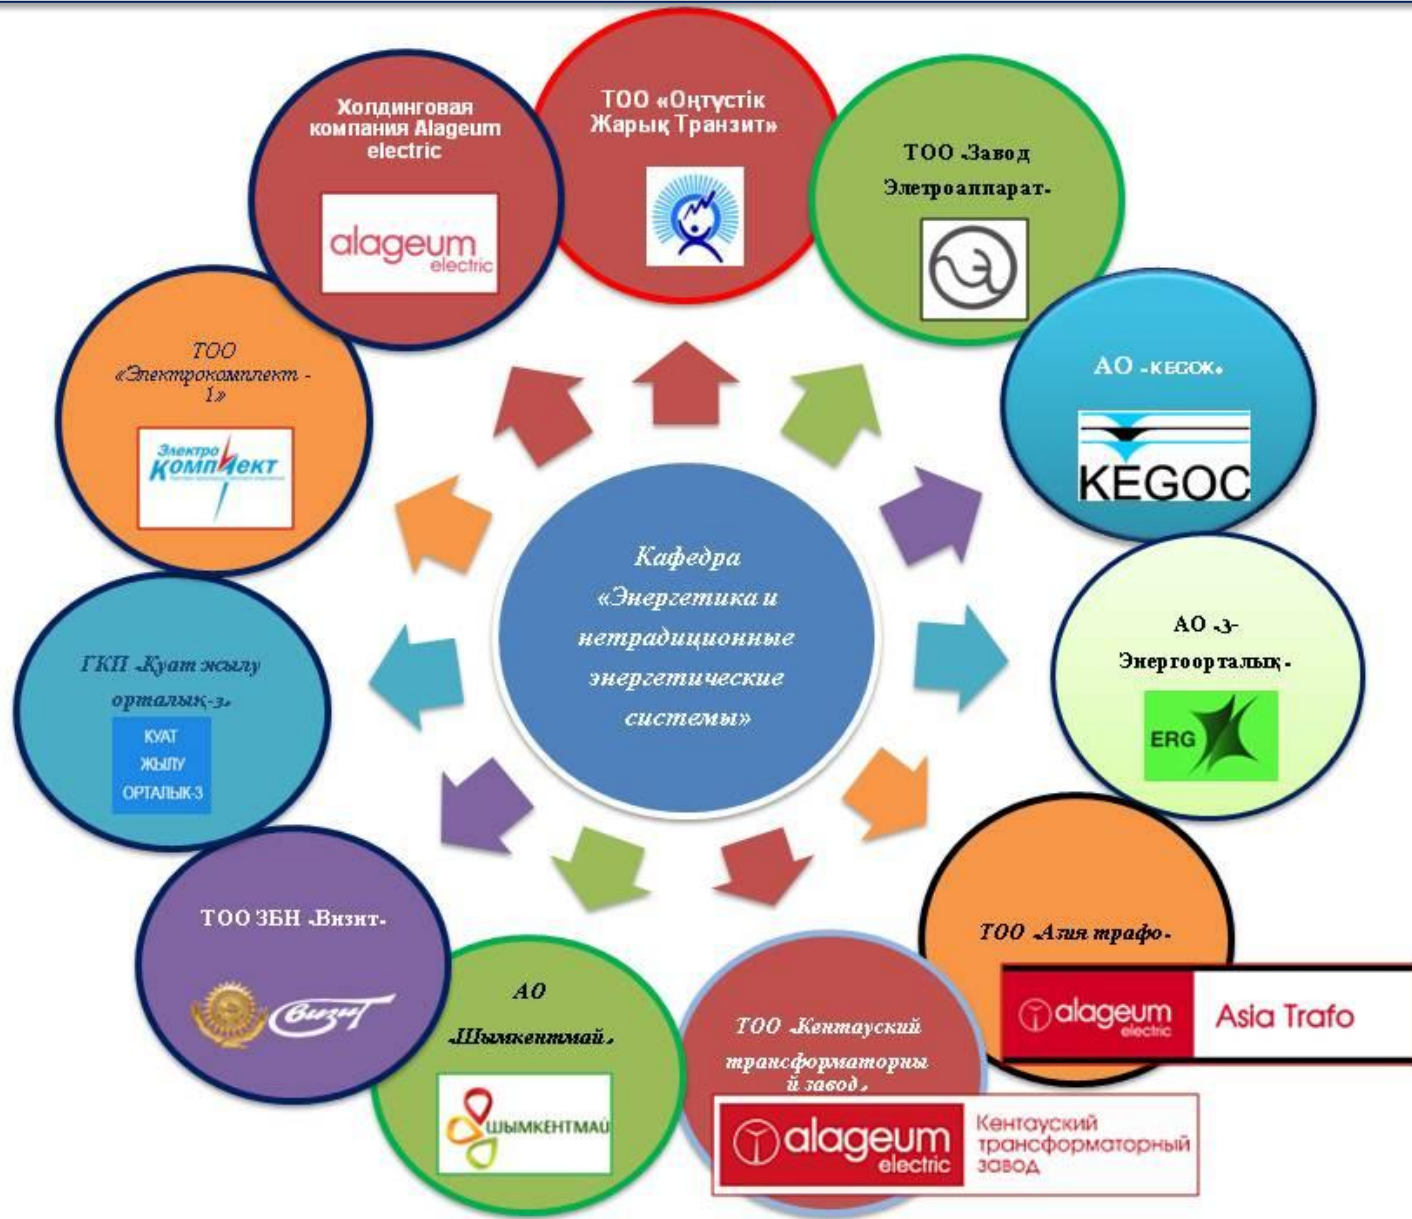 Холдинговая
компания Alageum
electric
alageum
electric
ТОО «Оңтүстік
Жарық Транзит»
ТОО «Завод
Элетроаппарат»
АО «KEGOK»
KEGOC
АО «3-
Энергоорталық»
ERG
ТОО «Азия трафо»
alageum
electric
Asia Trafo
ТОО «Кентауский
трансформаторны
й завод»
alageum
electric
Кентауский
трансформаторный
завод
АО
«Шымкентмай»
ШЫМКЕНТМАЙ
ТОО ЗБН «Визит»
Визит
ГКП «Қуат жылу
орталық-3»
КУАТ
ЖЫЛУ
ОРТАЛЫК-3
ТОО
«Электрокомплект -
1»
Электро
Комплект
Кафедра
«Энергетика и
нетрадиционные
энергетические
системы»